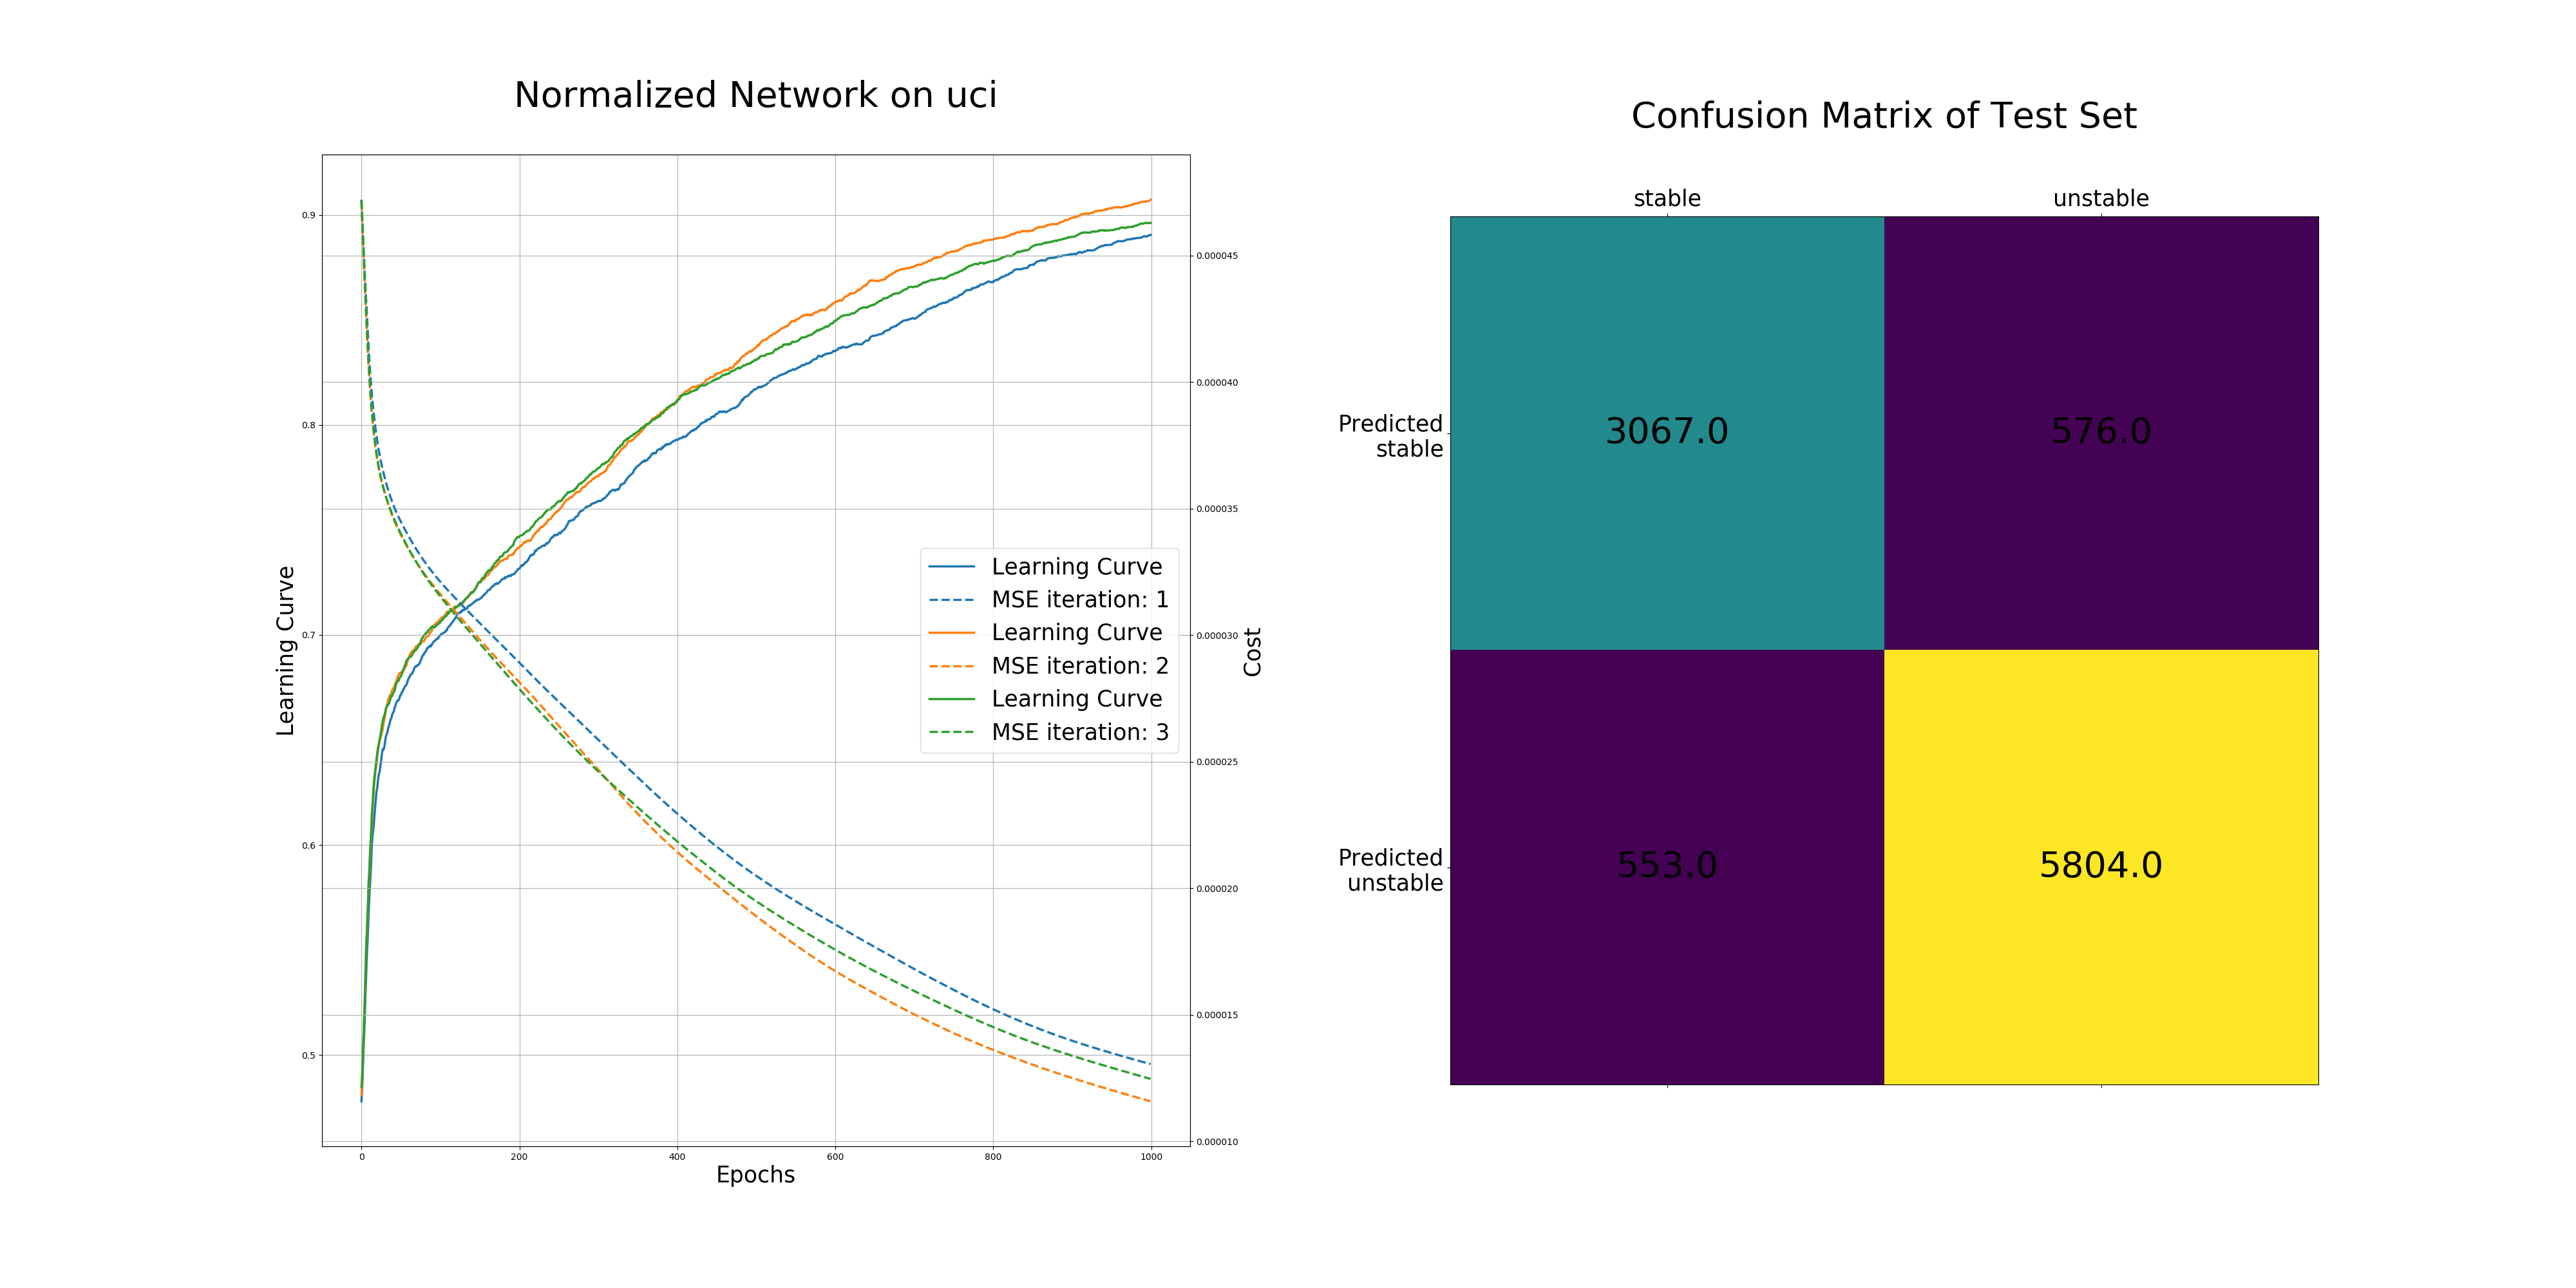 Normalized Network on uci
0.9
0.8
0.7
0.6
0.5
Learning Curve
0
200
400
600
800
1000
Epochs
0.000045
0.000040
0.000035
0.000030
0.000025
0.000020
0.000015
0.000010
Cost
Learning Curve
MSE iteration: 1
Learning Curve
MSE iteration: 2
Learning Curve
MSE iteration: 3
Confusion Matrix of Test Set
stable
unstable
Predicted
stable
3067.0
576.0
Predicted
unstable
553.0
5804.0